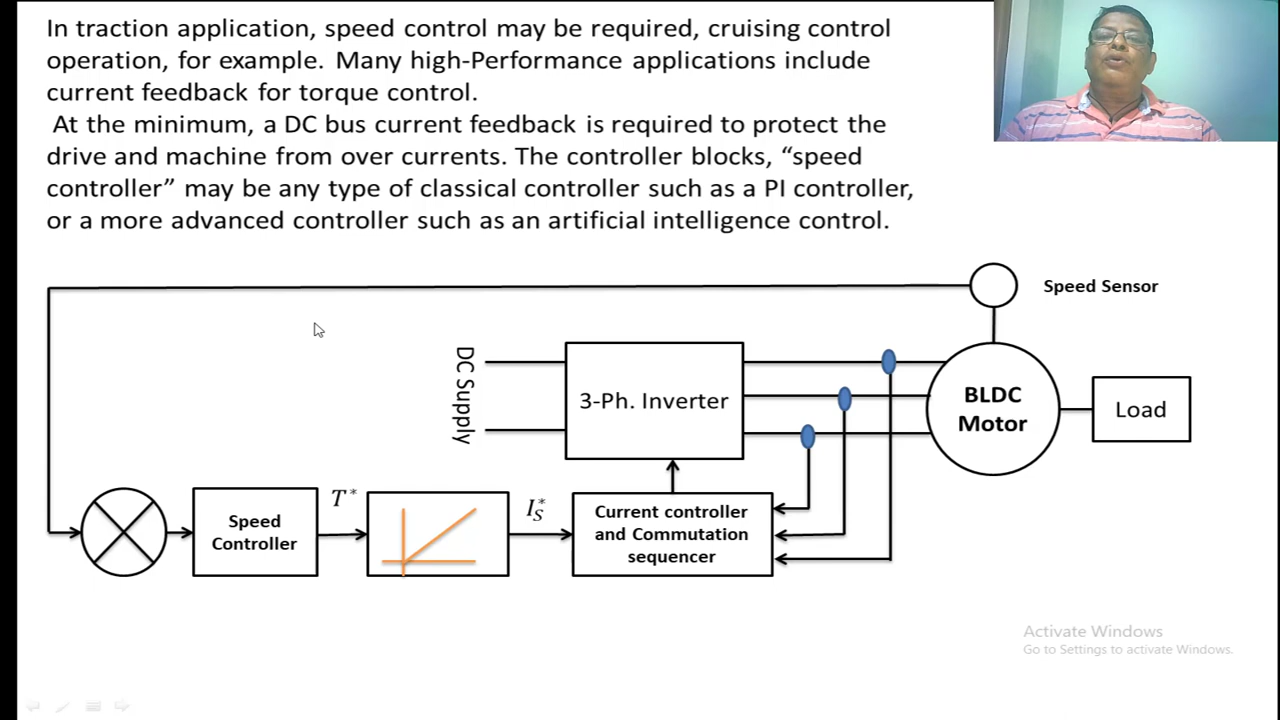 In traction application, speed control may be required, cruising control
operation, for example. Many high-Performance applications include
current feedback for torque control.
At the minimum, a DC bus current feedback is required to protect the
drive and machine from over currents. The controller blocks, “speed
controller” may be any type of classical controller such as a PI controller,
or a more advanced controller such as an artificial intelligence control.
Speed Sensor
DC Supply
3-Ph. Inverter
BLDC
Motor
Load
Speed
Controller
T*
I_S^*
Current controller
and Commutation
sequencer
Activate Windows
Go to Settings to activate Windows.